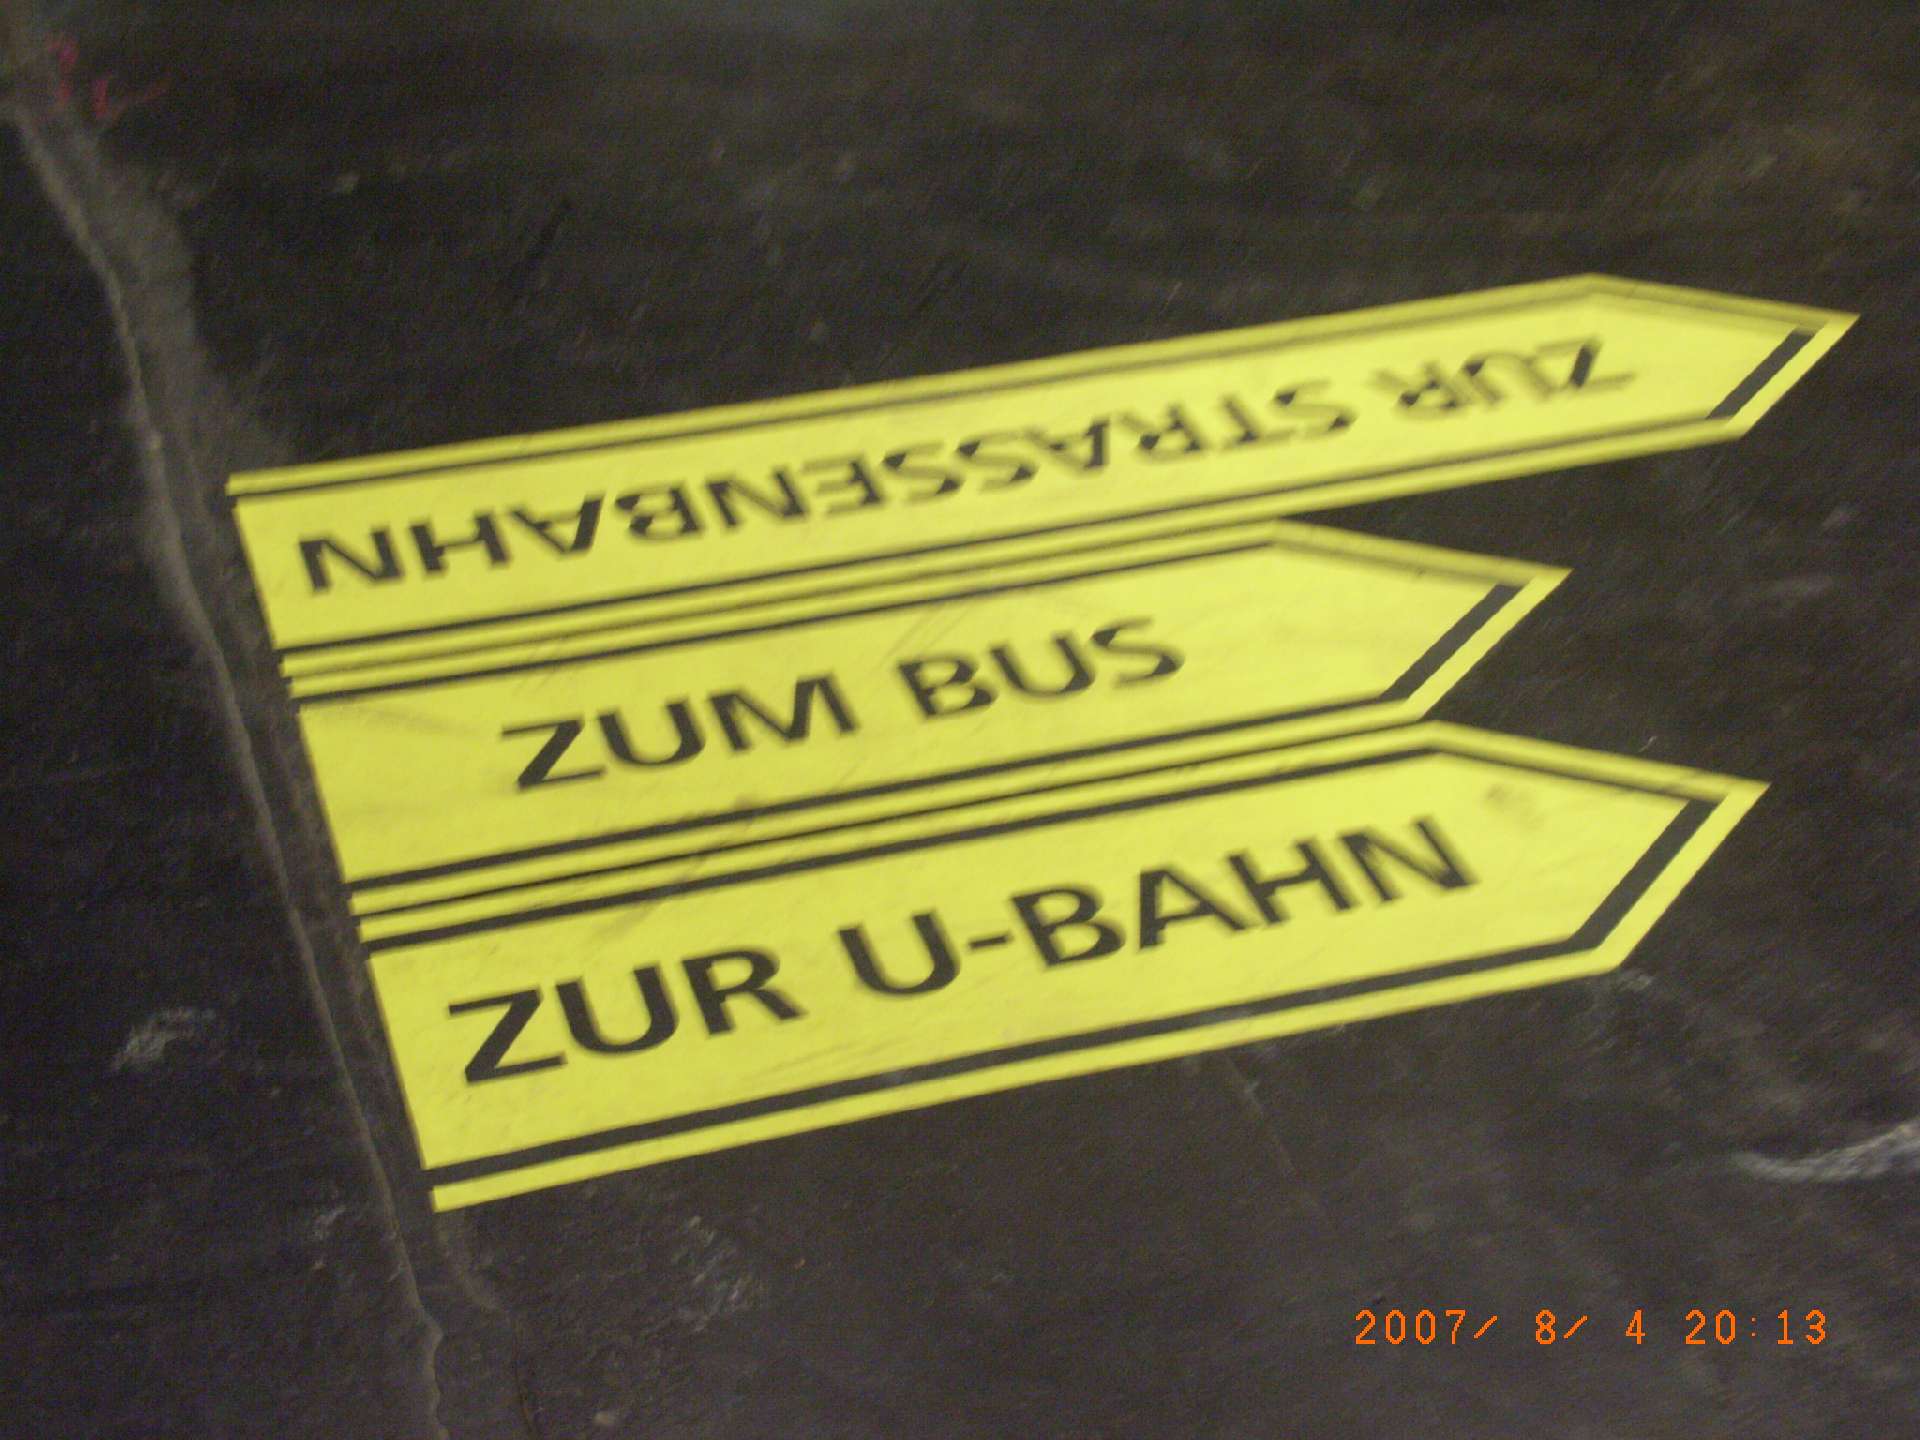 ZUR STRASSENBAHN
ZUM BUS
ZUR U-BAHN
2007/ 8/ 4 20:13